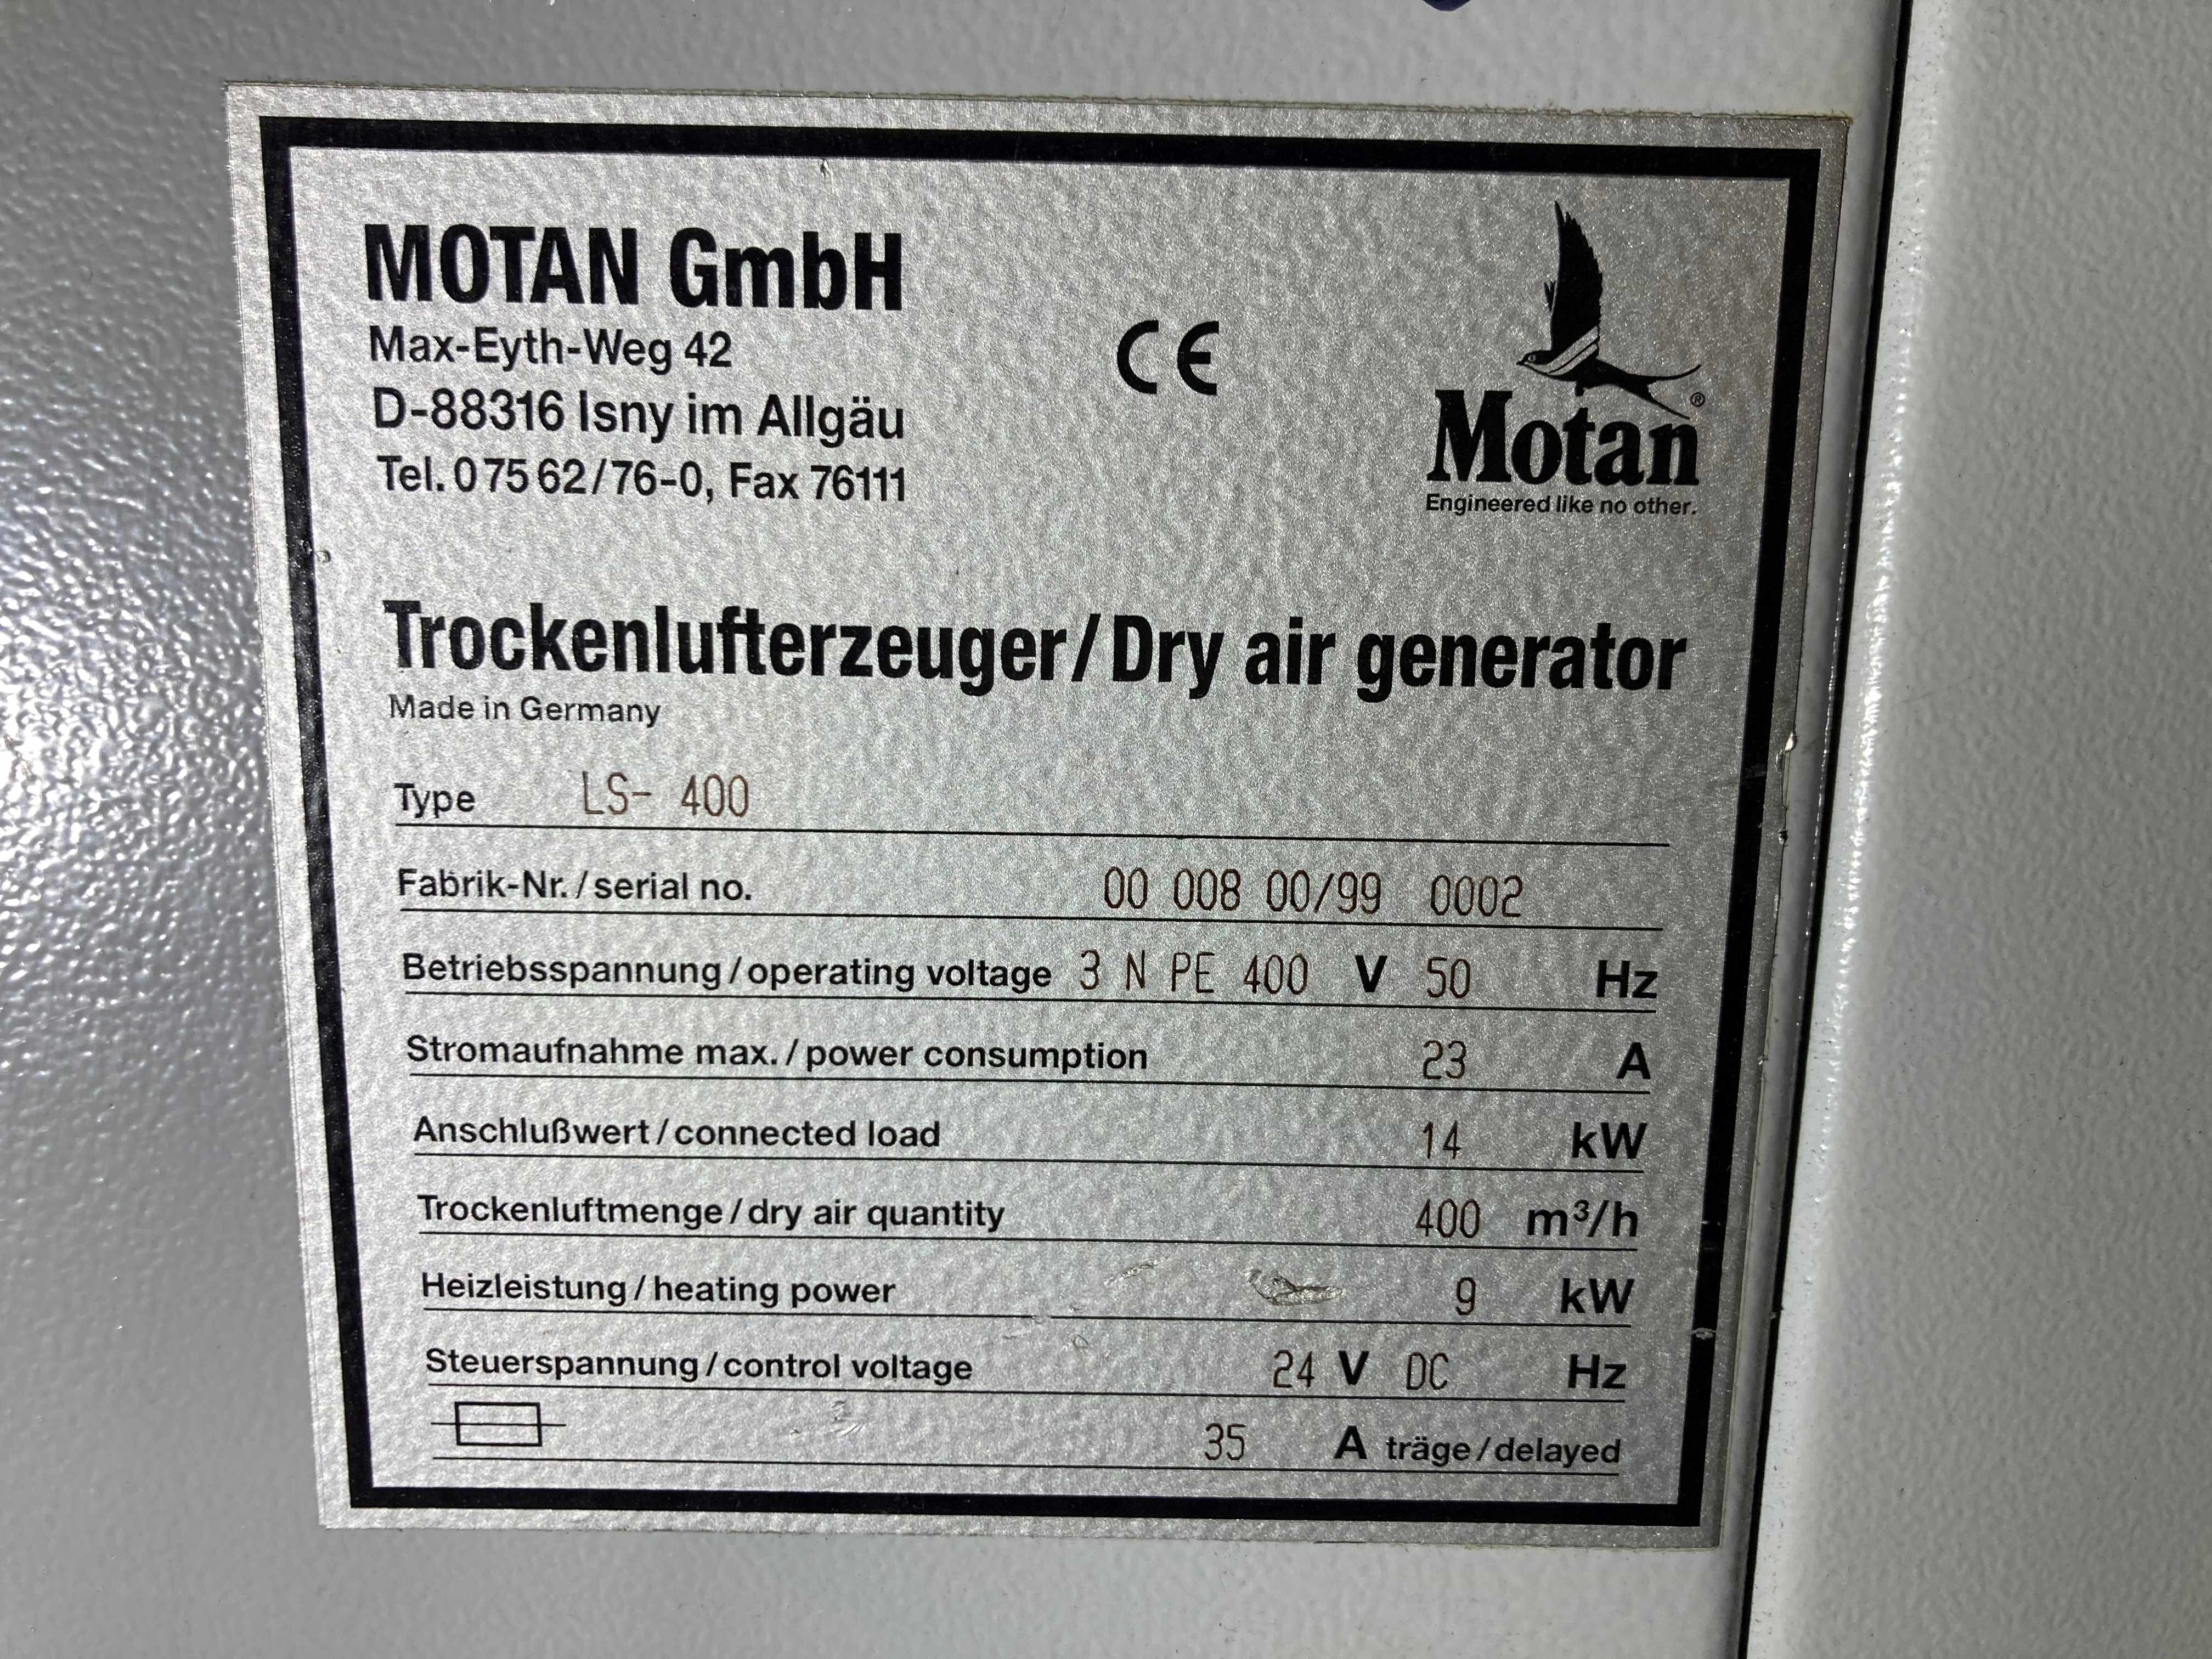 MOTAN GmbH
Max-Eyth-Weg 42
D-88316 Isny im Allgäu
Tel. 0 75 62/76-0, Fax 76111
CE
Motan®
Engineered like no other.
Trockenlufterzeuger/Dry air generator
Made in Germany
Type LS- 400
Fabrik-Nr./serial no. 00 008 00/99 0002
Betriebsspannung/operating voltage 3 N PE 400 V 50 Hz
Stromaufnahme max./power consumption 23 A
Anschlußwert/connected load 14 kW
Trockenluftmenge/dry air quantity 400 m³/h
Heizleistung/heating power 9 kW
Steuerspannung/control voltage 24 V DC Hz
35 A träge/delayed